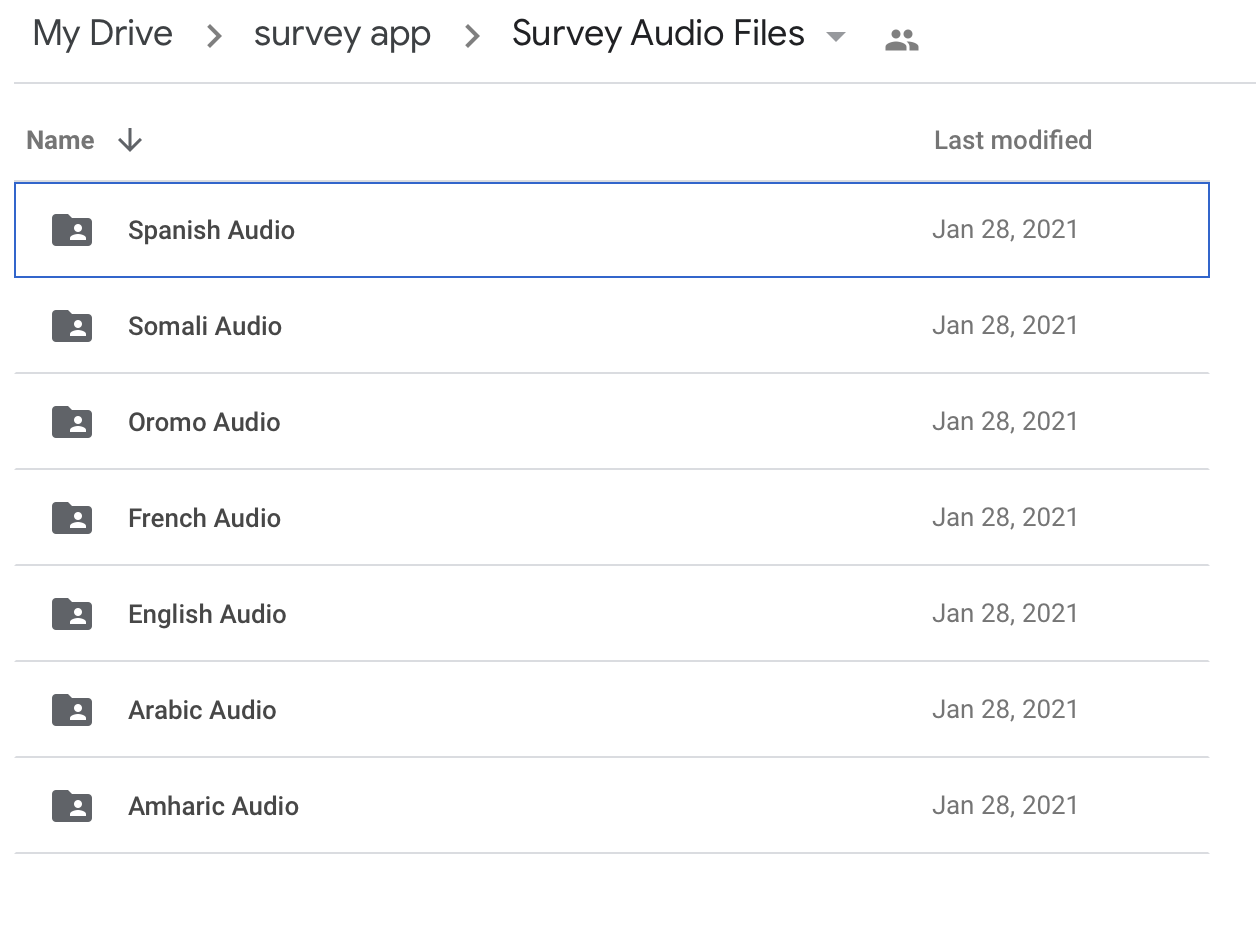 My Drive survey app Survey Audio Files
Name Last modified
Spanish Audio Jan 28, 2021
Somali Audio Jan 28, 2021
Oromo Audio Jan 28, 2021
French Audio Jan 28, 2021
English Audio Jan 28, 2021
Arabic Audio Jan 28, 2021
Amharic Audio Jan 28, 2021